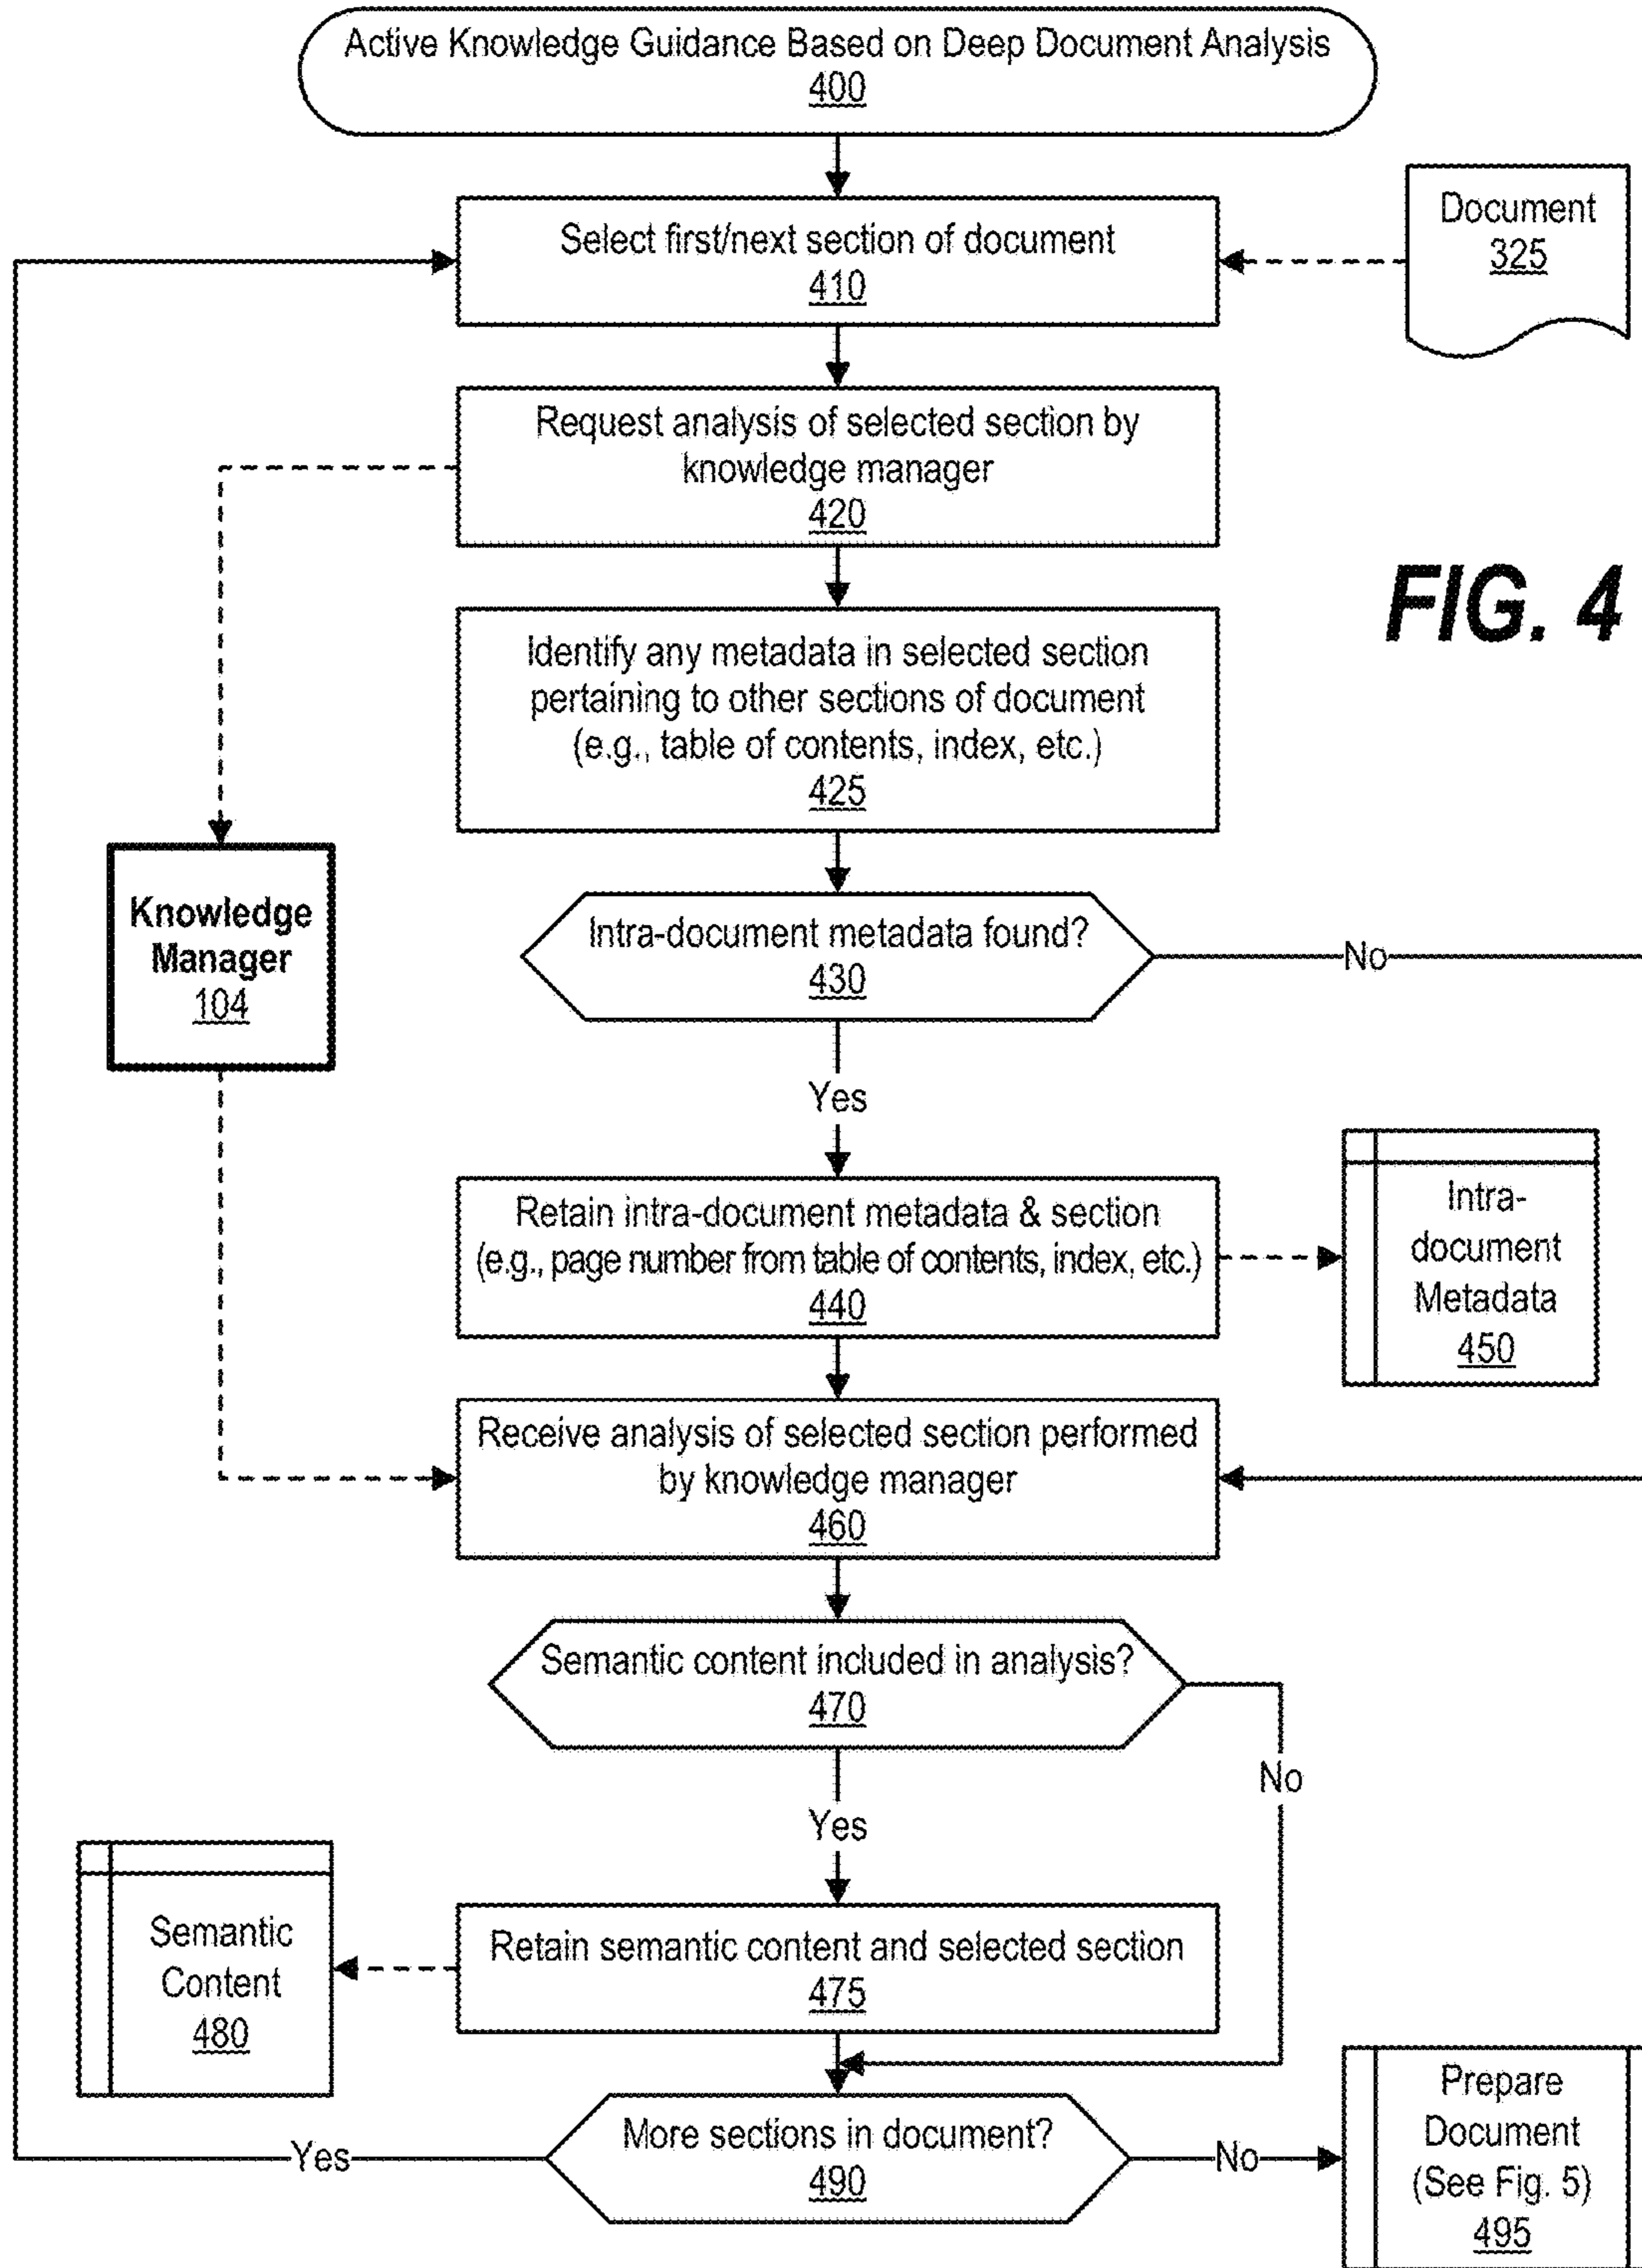 Active Knowledge Guidance Based on Deep Document Analysis
400
Select first/next section of document
410
Document
325
Request analysis of selected section by
knowledge manager
420
FIG. 4
Identify any metadata in selected section
pertaining to other sections of document
(e.g., table of contents, index, etc.)
425
Knowledge
Manager
104
Intra-document metadata found?
430
No
Yes
Retain intra-document metadata & section
(e.g., page number from table of contents, index, etc.)
440
Intra-
document
Metadata
450
Receive analysis of selected section performed
by knowledge manager
460
Semantic content included in analysis?
470
No
Yes
Semantic
Content
480
Retain semantic content and selected section
475
More sections in document?
490
Yes
No
Prepare
Document
(See Fig. 5)
495